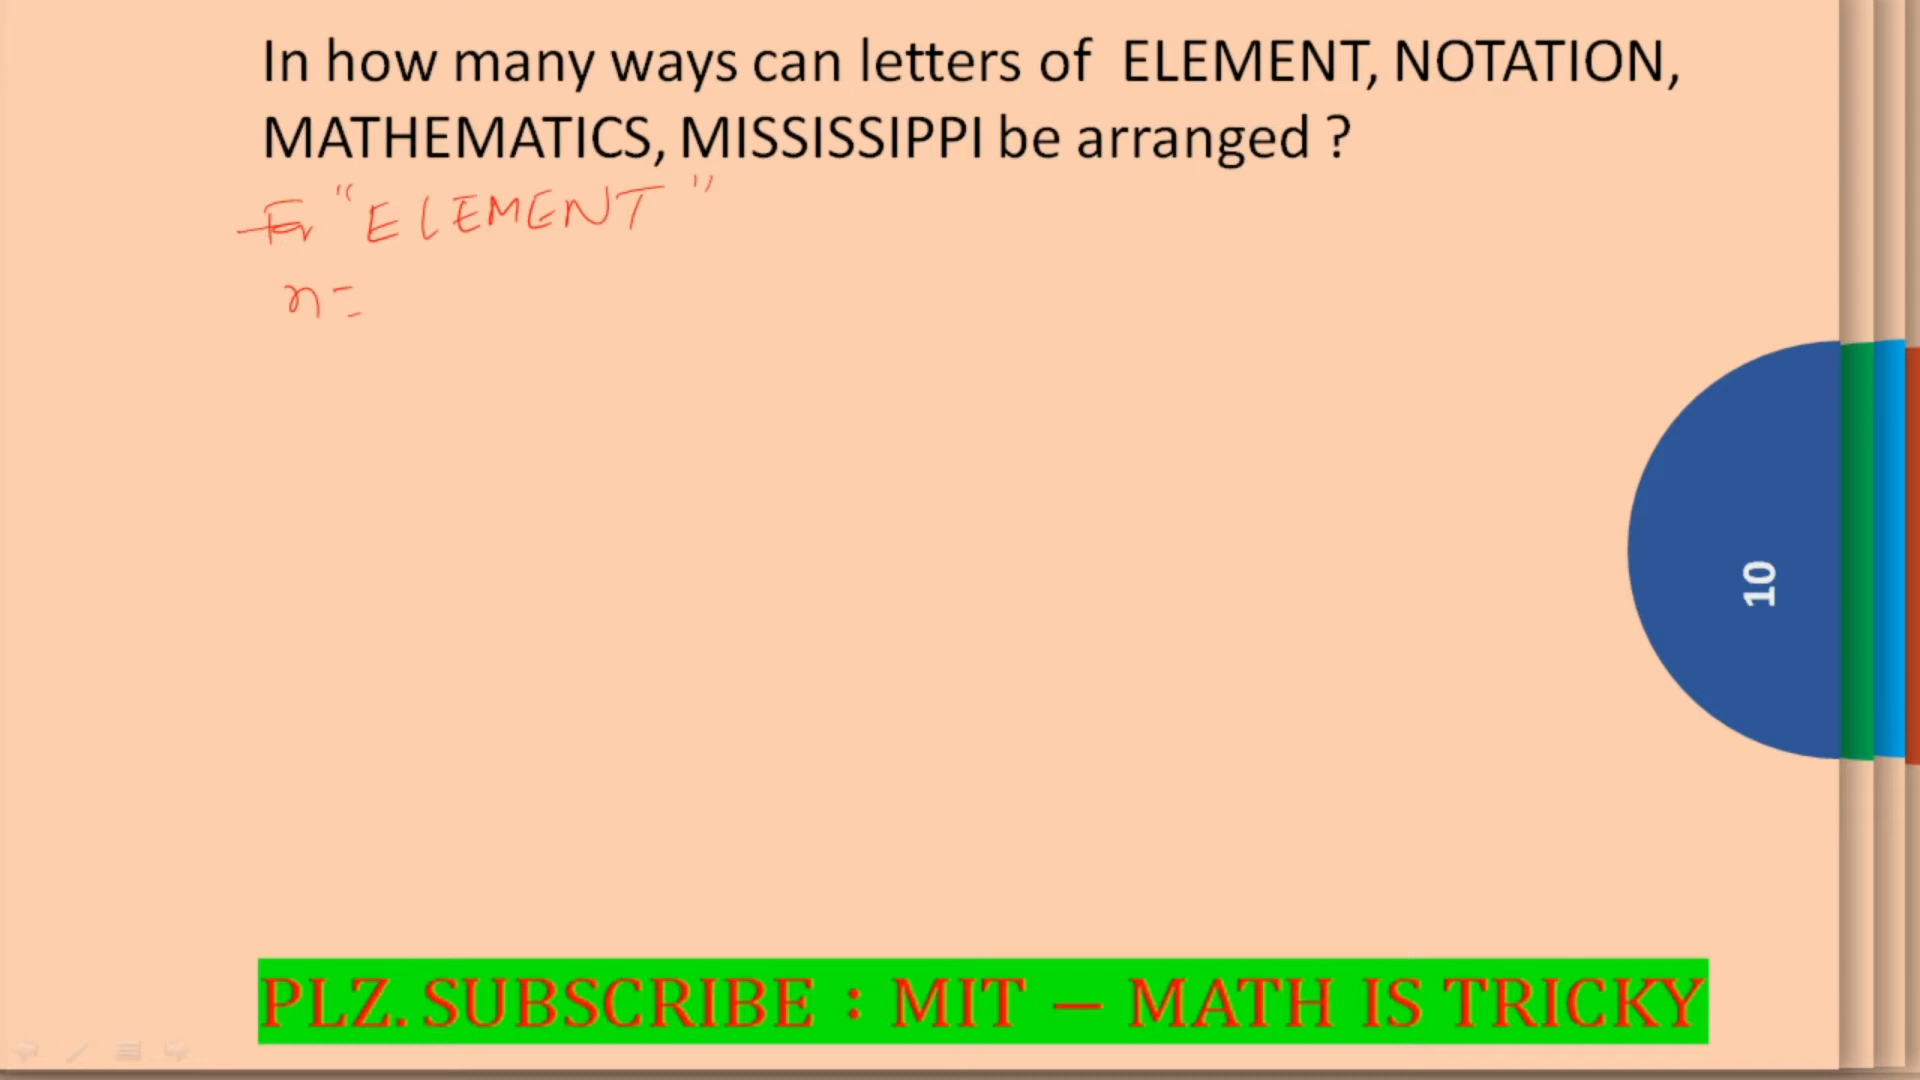 In how many ways can letters of ELEMENT, NOTATION,
MATHEMATICS, MISSISSIPPI be arranged ?
For "ELEMENT"
n =
10
PLZ. SUBSCRIBE : MIT – MATH IS TRICKY